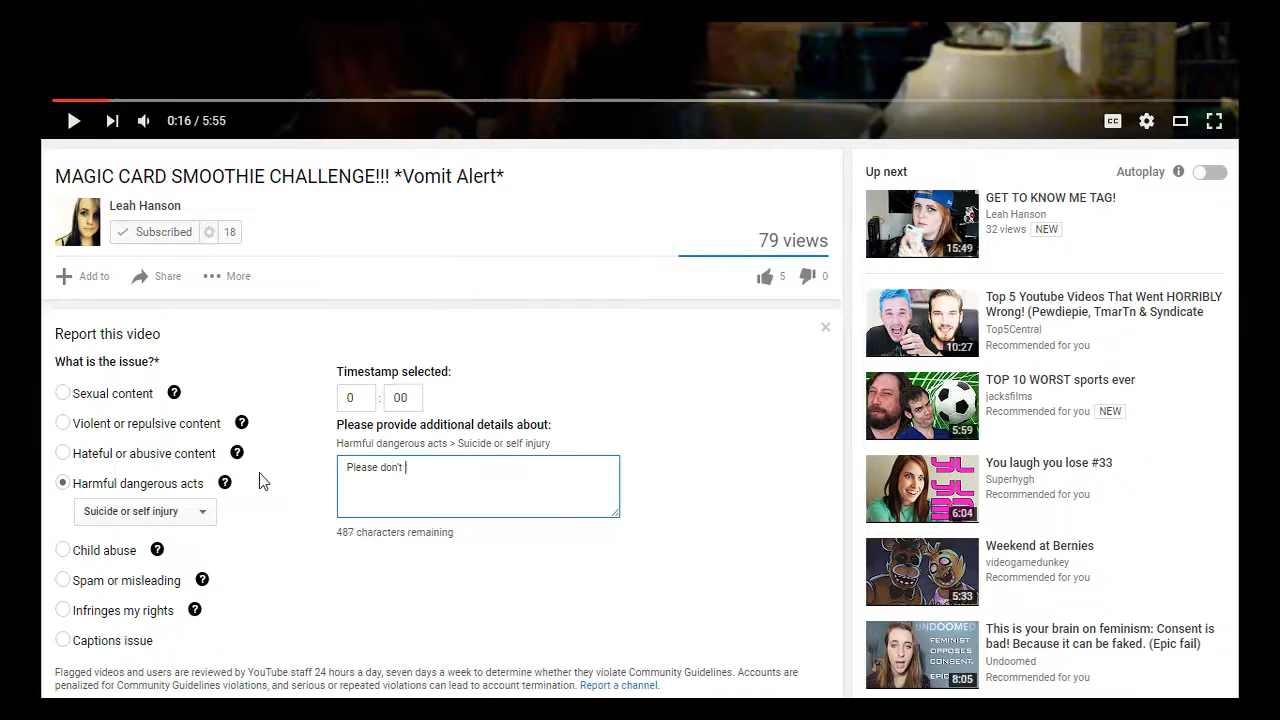 0:16 / 5:55
CC
MAGIC CARD SMOOTHIE CHALLENGE!!! *Vomit Alert*
Leah Hanson
Subscribed 18
79 views
Add to Share More 5 0
Report this video
What is the issue?*
Sexual content ?
Violent or repulsive content ?
Hateful or abusive content ?
Harmful dangerous acts ?
Suicide or self injury
Child abuse ?
Spam or misleading ?
Infringes my rights ?
Captions issue
Timestamp selected:
0 : 00
Please provide additional details about:
Harmful dangerous acts > Suicide or self injury
Please don't
487 characters remaining
Flagged videos and users are reviewed by YouTube staff 24 hours a day, seven days a week to determine whether they violate Community Guidelines. Accounts are
penalized for Community Guidelines violations, and serious or repeated violations can lead to account termination. Report a channel.
Up next Autoplay
GET TO KNOW ME TAG!
Leah Hanson
32 views NEW
15:49
Top 5 Youtube Videos That Went HORRIBLY
Wrong! (Pewdiepie, TmarTn & Syndicate
Top5Central
Recommended for you
10:27
TOP 10 WORST sports ever
jacksfilms
Recommended for you NEW
5:59
You laugh you lose #33
Superhygh
Recommended for you
6:04
Weekend at Bernies
videogamedunkey
Recommended for you
5:33
This is your brain on feminism: Consent is
bad! Because it can be faked. (Epic fail)
Undoomed
Recommended for you
UNDOOMED
FEMINIST
OPPOSES
CONSENT.
EPIC
8:05